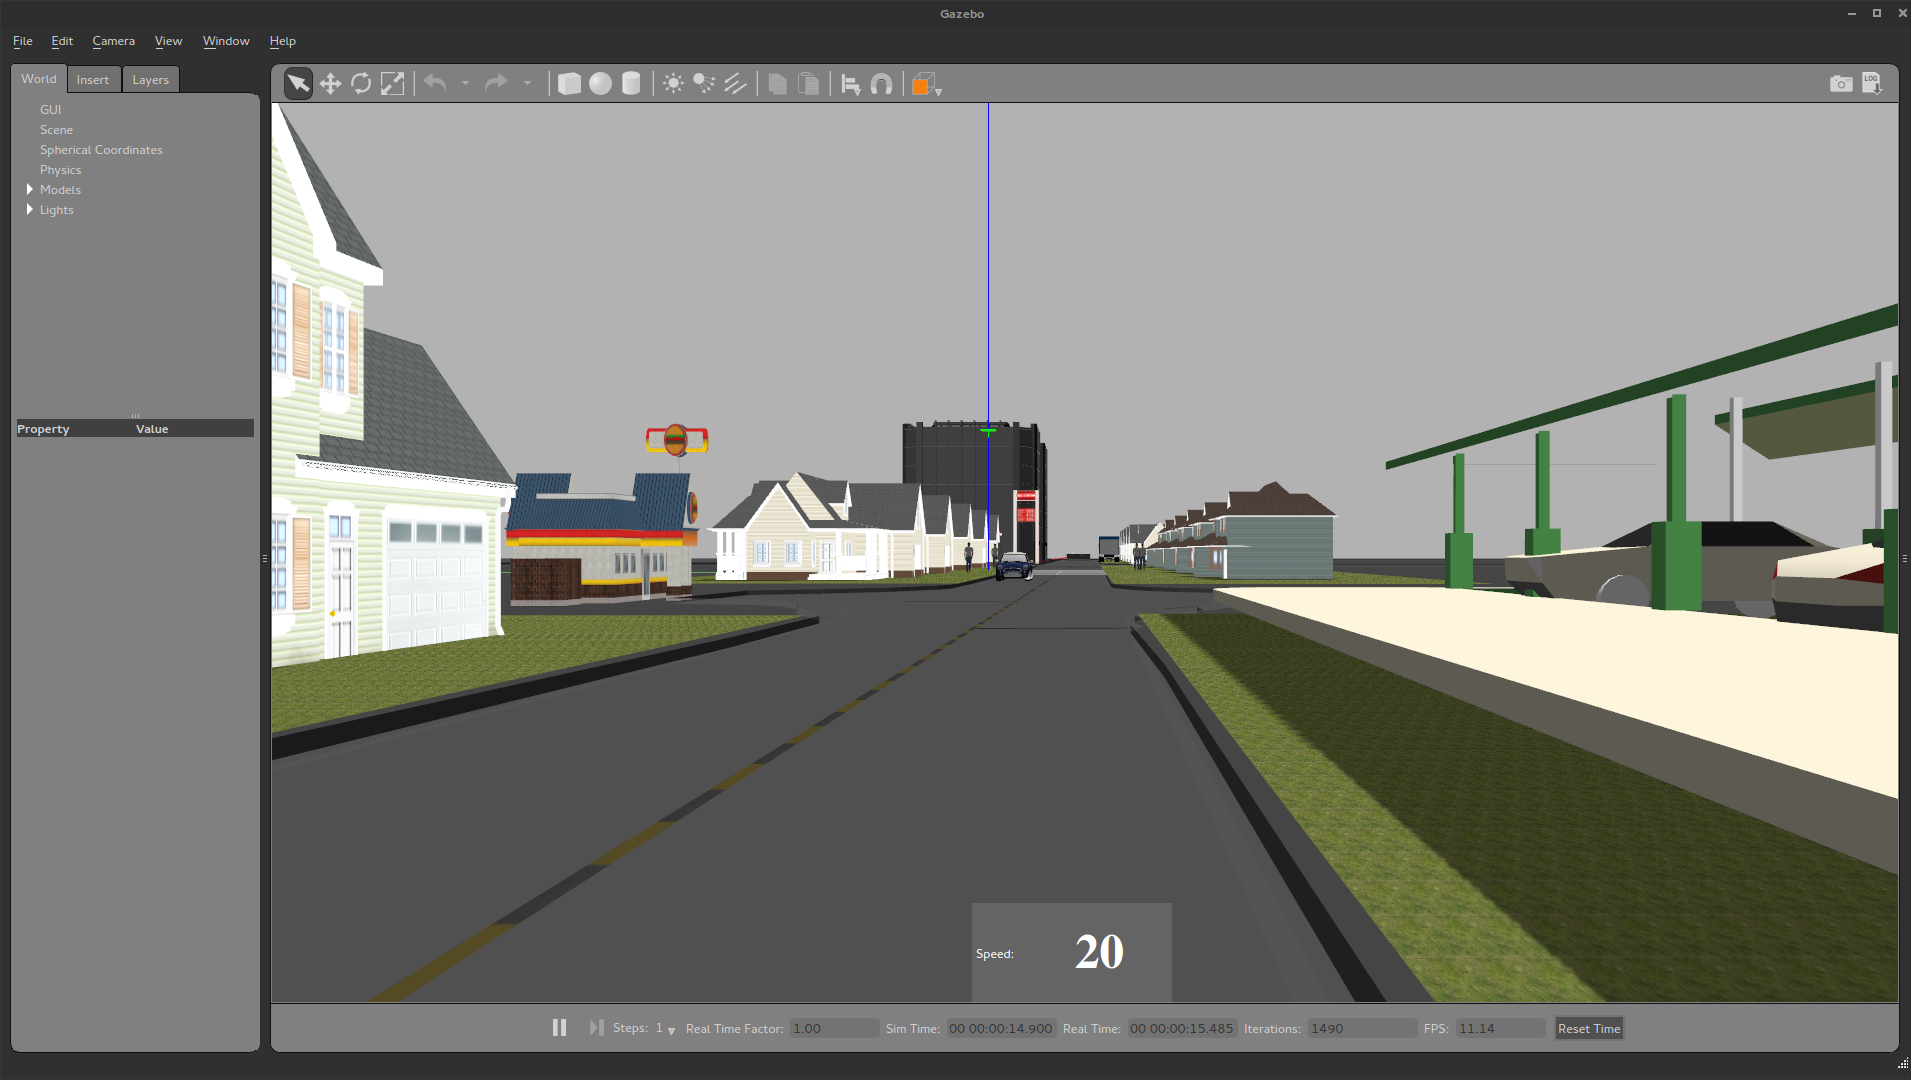 Gazebo
File Edit Camera View Window Help
World Insert Layers
LOG
GUI
Scene
Spherical Coordinates
Physics
Models
Lights
Property Value
Speed: 20
Steps: 1 Real Time Factor: 1.00 Sim Time: 00 00:00:14.900 Real Time: 00 00:00:15.485 Iterations: 1490 FPS: 11.14 Reset Time